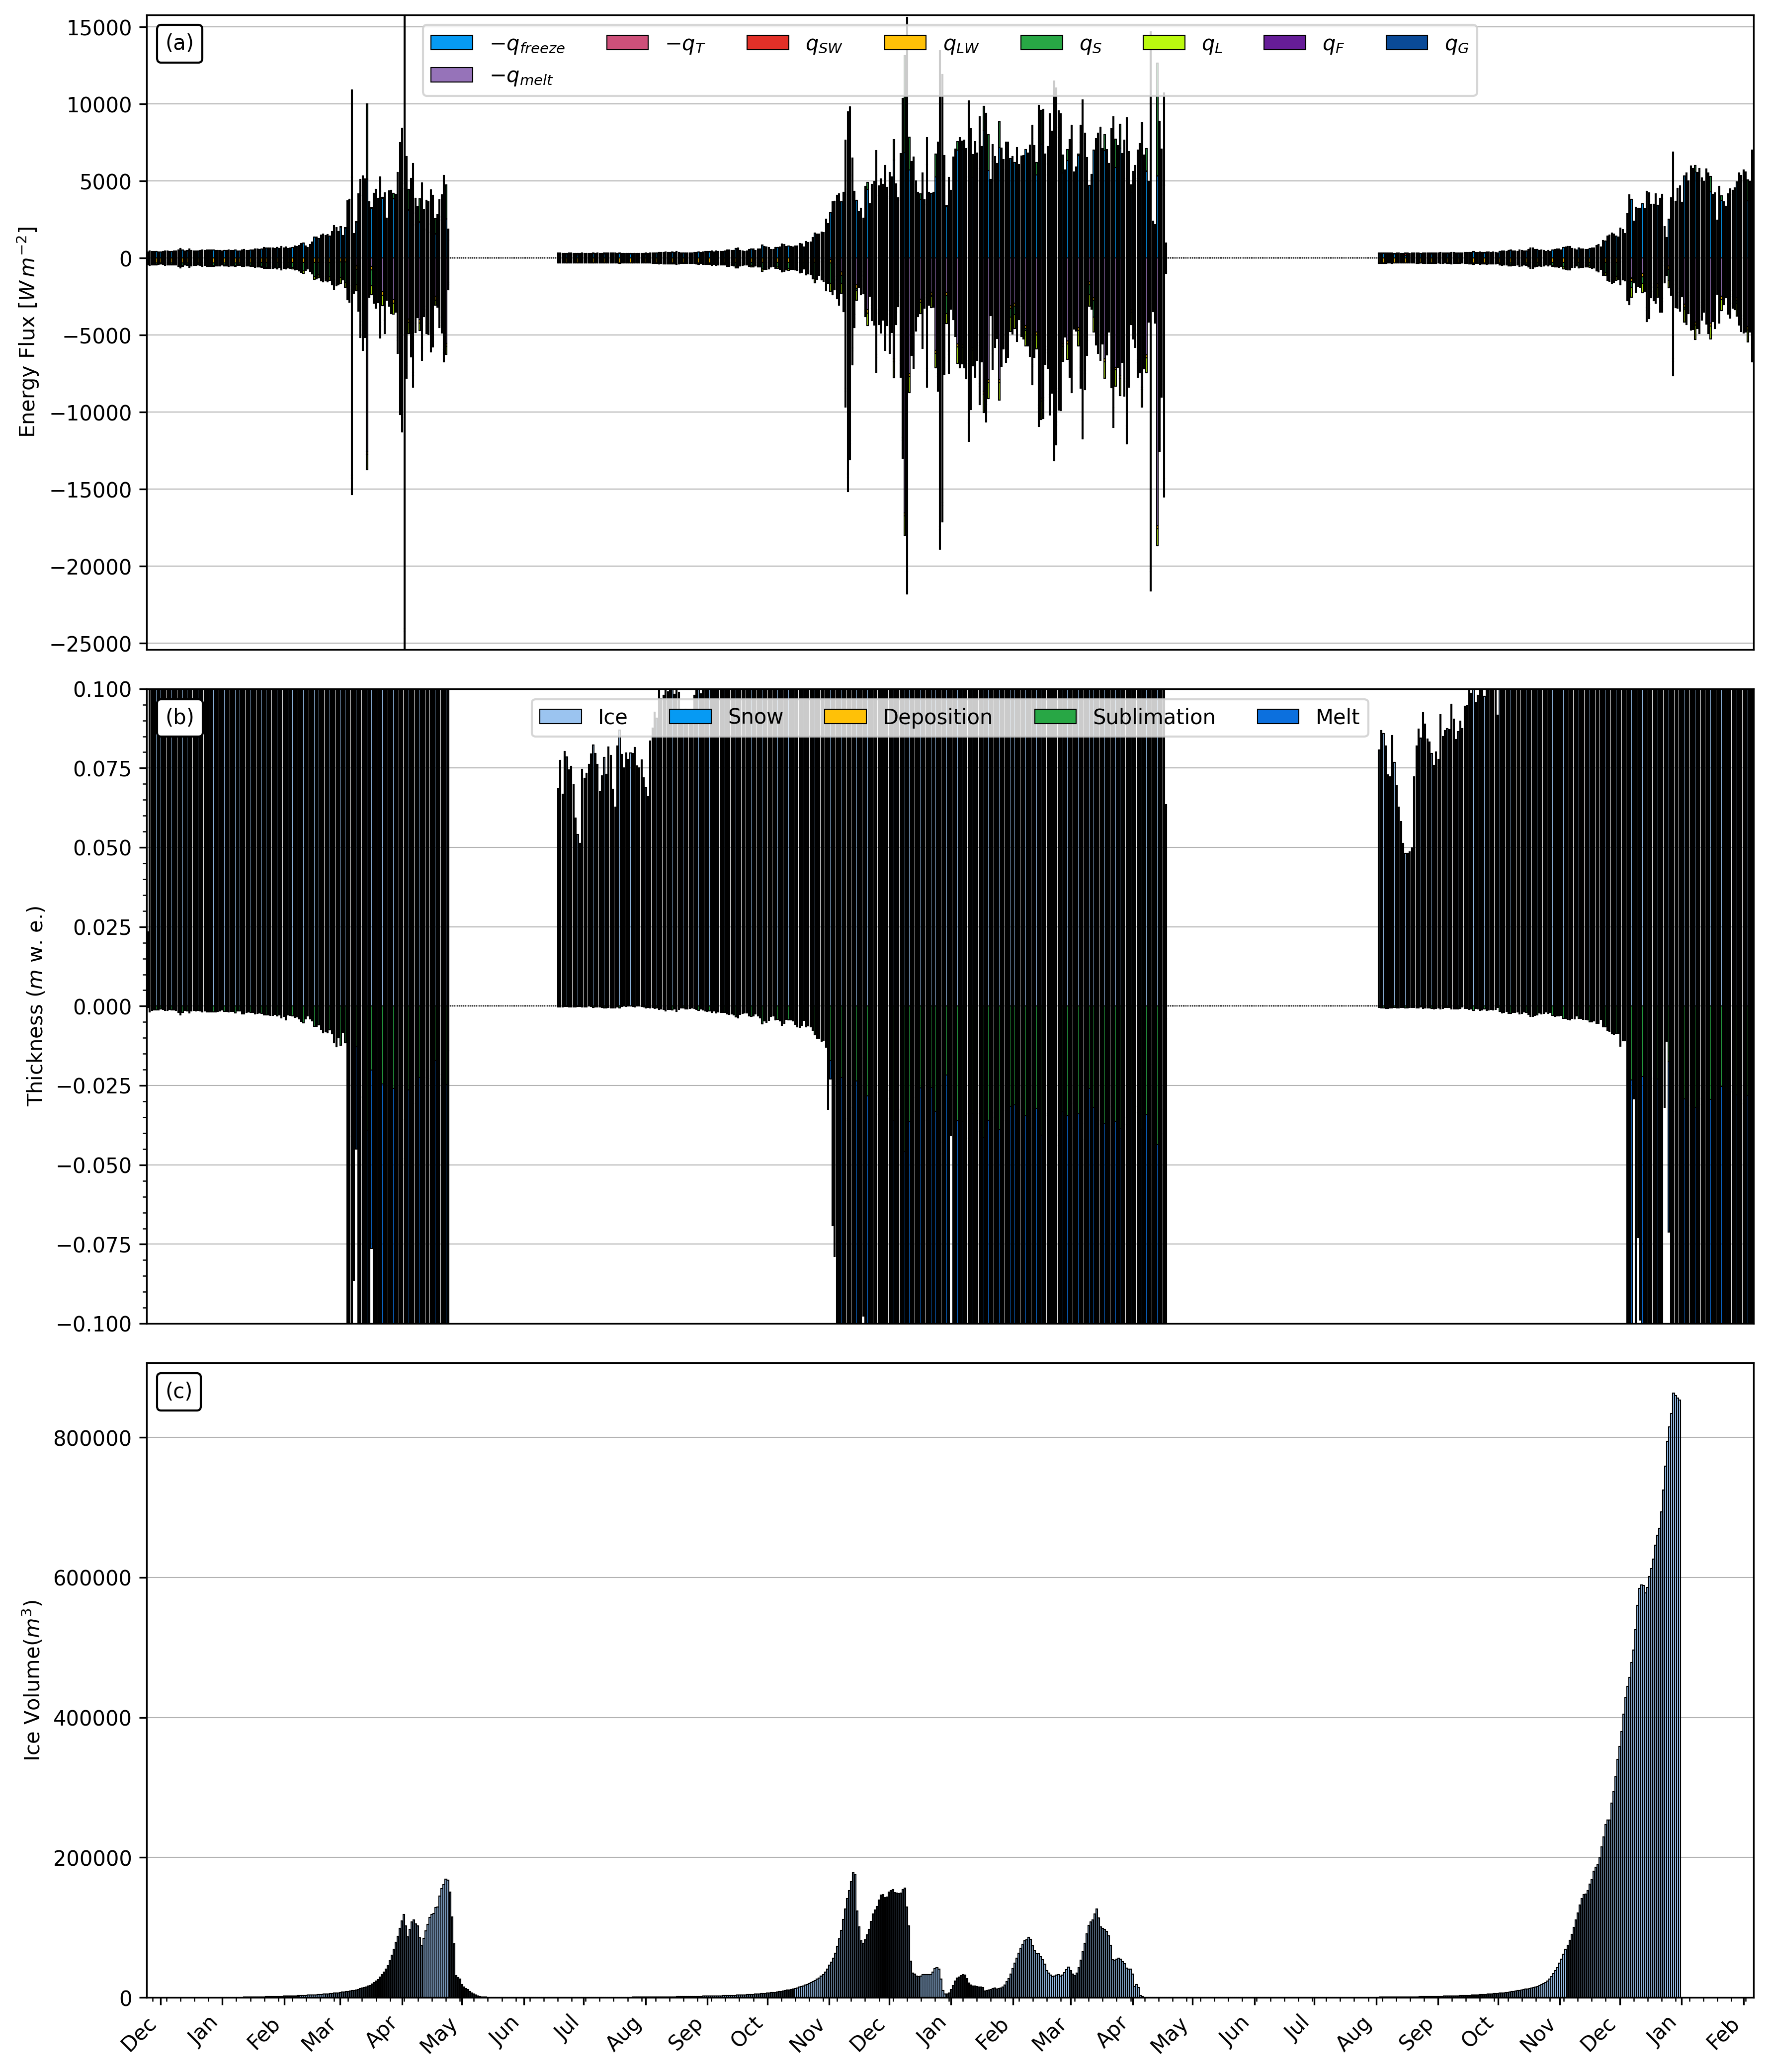 (a)
−q_freeze −q_T q_SW q_LW q_S q_L q_F q_G
−q_melt
15000
10000
5000
0
−5000
−10000
−15000
−20000
−25000
Energy Flux [W m⁻²]
(b)
Ice Snow Deposition Sublimation Melt
0.100
0.075
0.050
0.025
0.000
−0.025
−0.050
−0.075
−0.100
Thickness (m w. e.)
(c)
800000
600000
400000
200000
0
Ice Volume(m³)
Dec Jan Feb Mar Apr May Jun Jul Aug Sep Oct Nov Dec Jan Feb Mar Apr May Jun Jul Aug Sep Oct Nov Dec Jan Feb